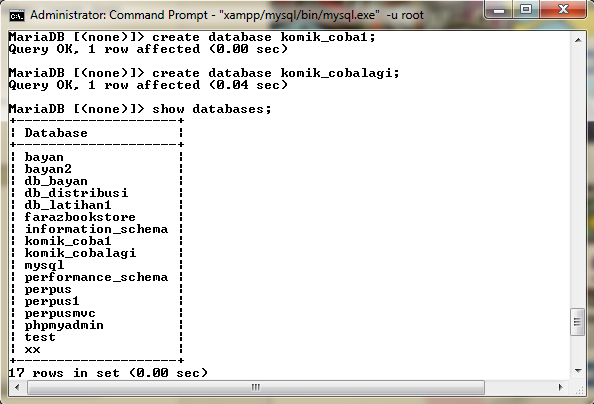 Administrator: Command Prompt - "xampp/mysql/bin/mysql.exe" -u root
MariaDB [(none)]> create database komik_coba1;
Query OK, 1 row affected (0.00 sec)
MariaDB [(none)]> create database komik_cobalagi;
Query OK, 1 row affected (0.04 sec)
MariaDB [(none)]> show databases;
+--------------------+
| Database           |
+--------------------+
| bayan              |
| bayan2             |
| db_bayan           |
| db_distribusi      |
| db_latihan1        |
| farazbookstore     |
| information_schema |
| komik_coba1        |
| komik_cobalagi     |
| mysql              |
| performance_schema |
| perpus             |
| perpus1            |
| perpusmvc          |
| phpmyadmin         |
| test               |
| xx                 |
+--------------------+
17 rows in set (0.00 sec)